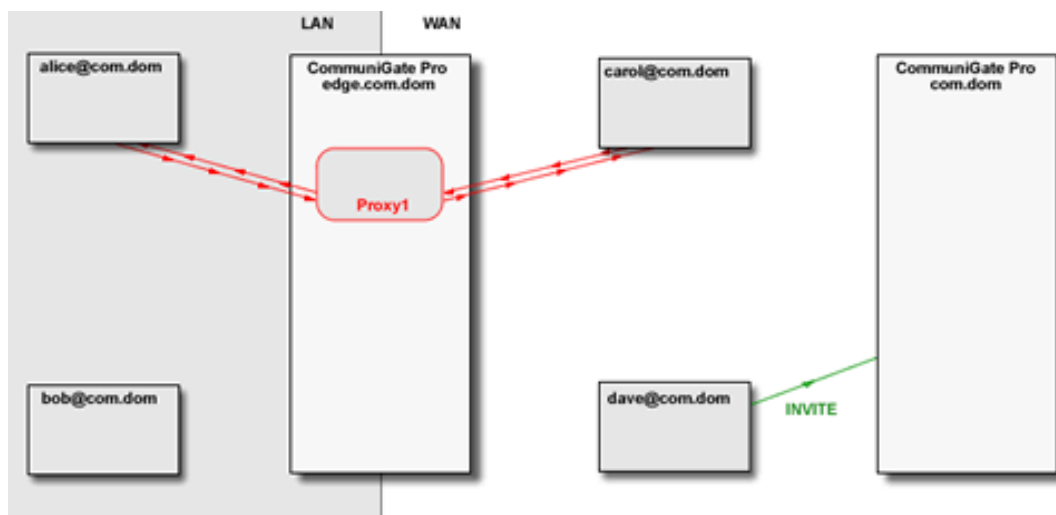 LAN WAN
alice@com.dom
CommuniGate Pro
edge.com.dom
carol@com.dom
CommuniGate Pro
com.dom
Proxy1
bob@com.dom
dave@com.dom
INVITE